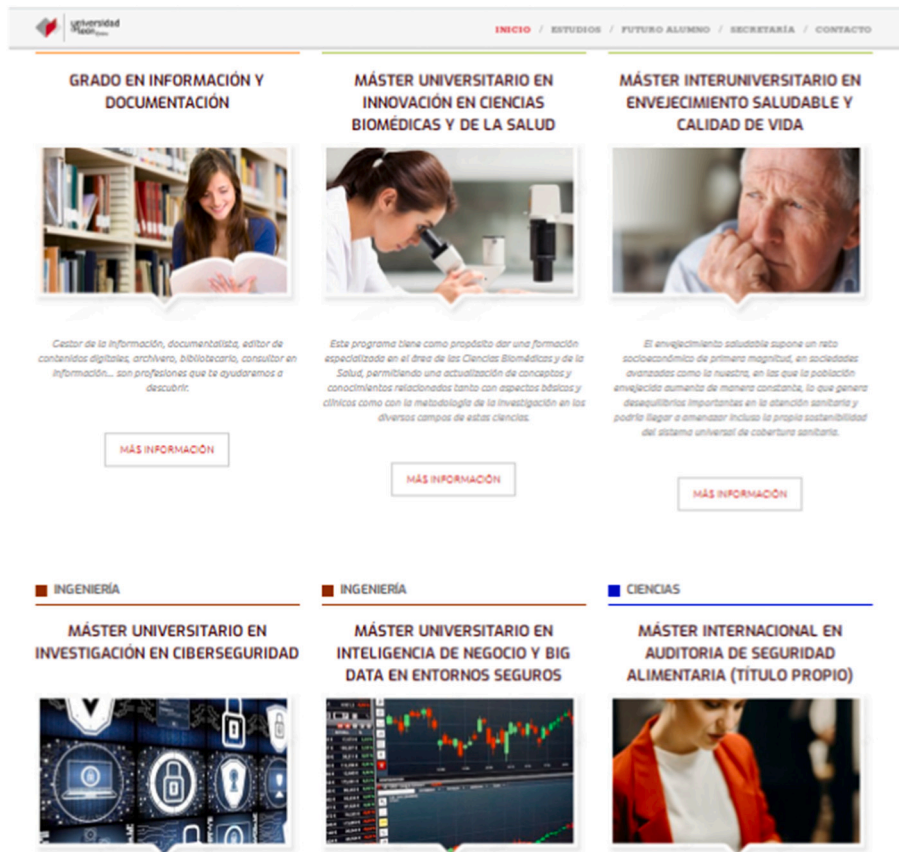 universidad
de león
INICIO / ESTUDIOS / FUTURO ALUMNO / SECRETARÍA / CONTACTO
GRADO EN INFORMACIÓN Y
DOCUMENTACIÓN
Gestor de la información, documentalista, editor de
contenidos digitales, archivero, bibliotecario, consultor en
información... son profesiones que te ayudaremos a
descubrir.
MÁS INFORMACIÓN
MÁSTER UNIVERSITARIO EN
INNOVACIÓN EN CIENCIAS
BIOMÉDICAS Y DE LA SALUD
Este programa tiene como propósito dar una formación
especializada en el área de las Ciencias Biomédicas y de la
Salud, permitiendo una actualización de conceptos y
conocimientos relacionados tanto con aspectos básicos y
clínicos como con la metodología de la investigación en los
diversos campos de estas ciencias.
MÁS INFORMACIÓN
MÁSTER INTERUNIVERSITARIO EN
ENVEJECIMIENTO SALUDABLE Y
CALIDAD DE VIDA
El envejecimiento saludable supone un reto
socioeconómico de primera magnitud, en sociedades
avanzadas como la nuestra, en las que la población
envejecida aumenta de manera constante, lo que genera
desequilibrios importantes en la atención sanitaria y
podría llegar a amenazar incluso la propia sostenibilidad
del sistema universal de cobertura sanitaria.
MÁS INFORMACIÓN
INGENIERÍA
MÁSTER UNIVERSITARIO EN
INVESTIGACIÓN EN CIBERSEGURIDAD
INGENIERÍA
MÁSTER UNIVERSITARIO EN
INTELIGENCIA DE NEGOCIO Y BIG
DATA EN ENTORNOS SEGUROS
CIENCIAS
MÁSTER INTERNACIONAL EN
AUDITORIA DE SEGURIDAD
ALIMENTARIA (TÍTULO PROPIO)